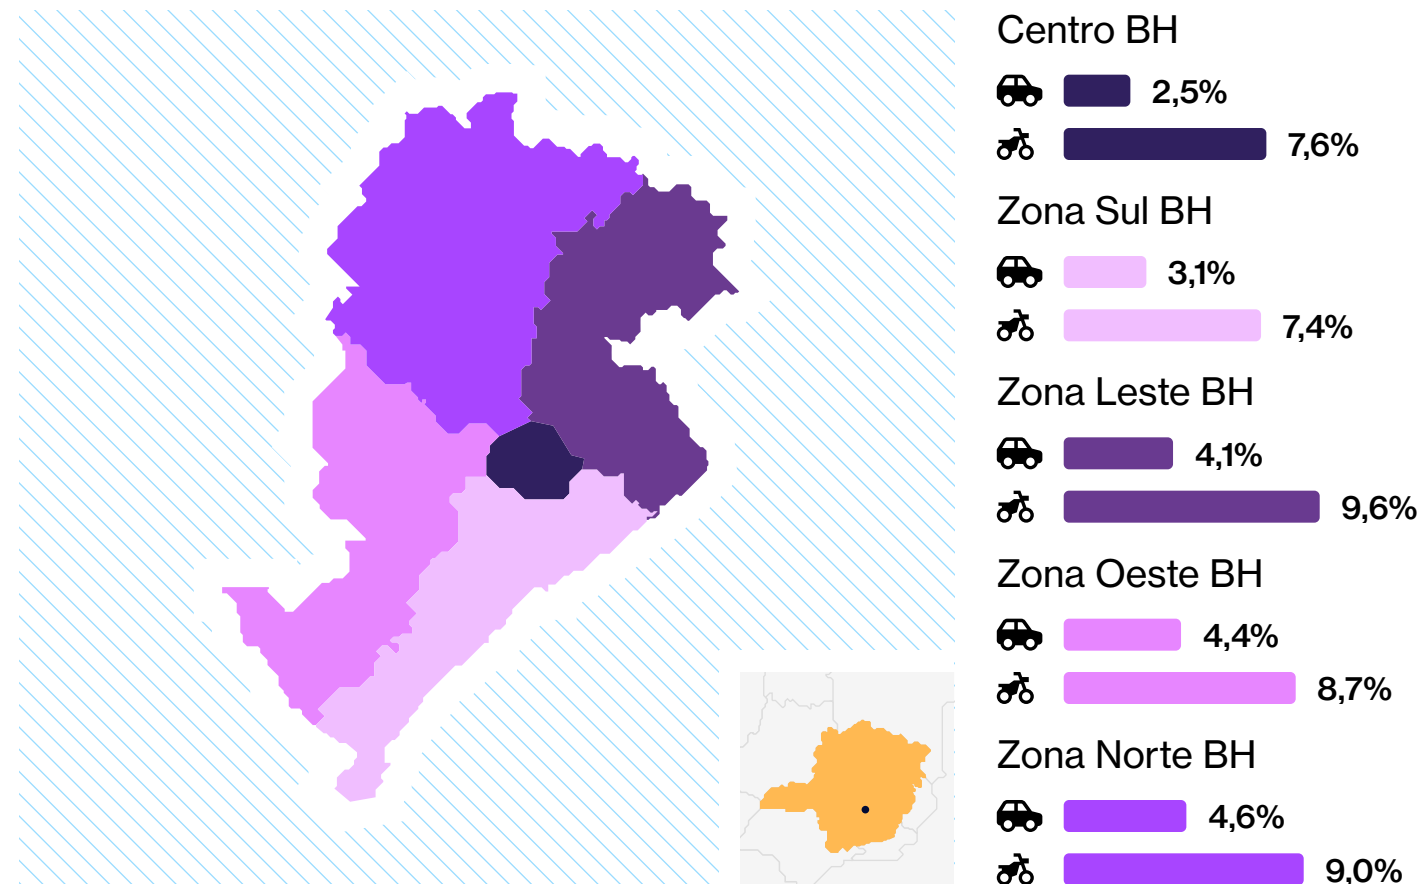 Centro BH
2,5%
7,6%
Zona Sul BH
3,1%
7,4%
Zona Leste BH
4,1%
9,6%
Zona Oeste BH
4,4%
8,7%
Zona Norte BH
4,6%
9,0%